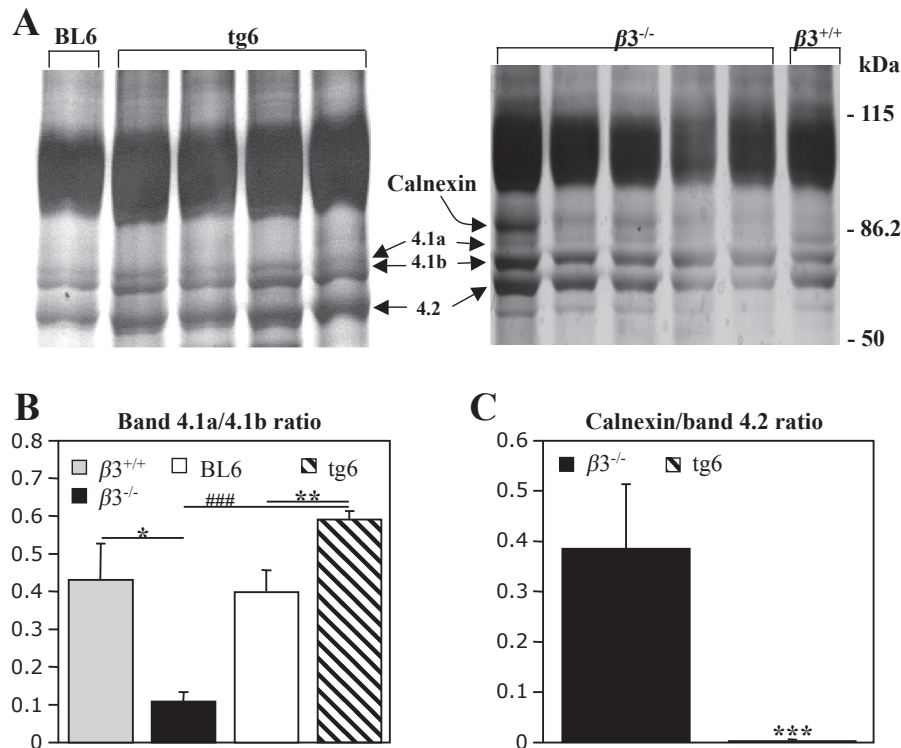 A
BL6 tg6 β3-/- β3+/+
kDa
- 115
Calnexin
- 86.2
4.1a
4.1b
4.2
- 50
B
Band 4.1a/4.1b ratio
0.8
0.7
0.6
0.5
0.4
0.3
0.2
0.1
0
β3+/+ BL6 tg6
β3-/-
* ### **
C
Calnexin/band 4.2 ratio
0.6
0.5
0.4
0.3
0.2
0.1
0
β3-/- tg6
***